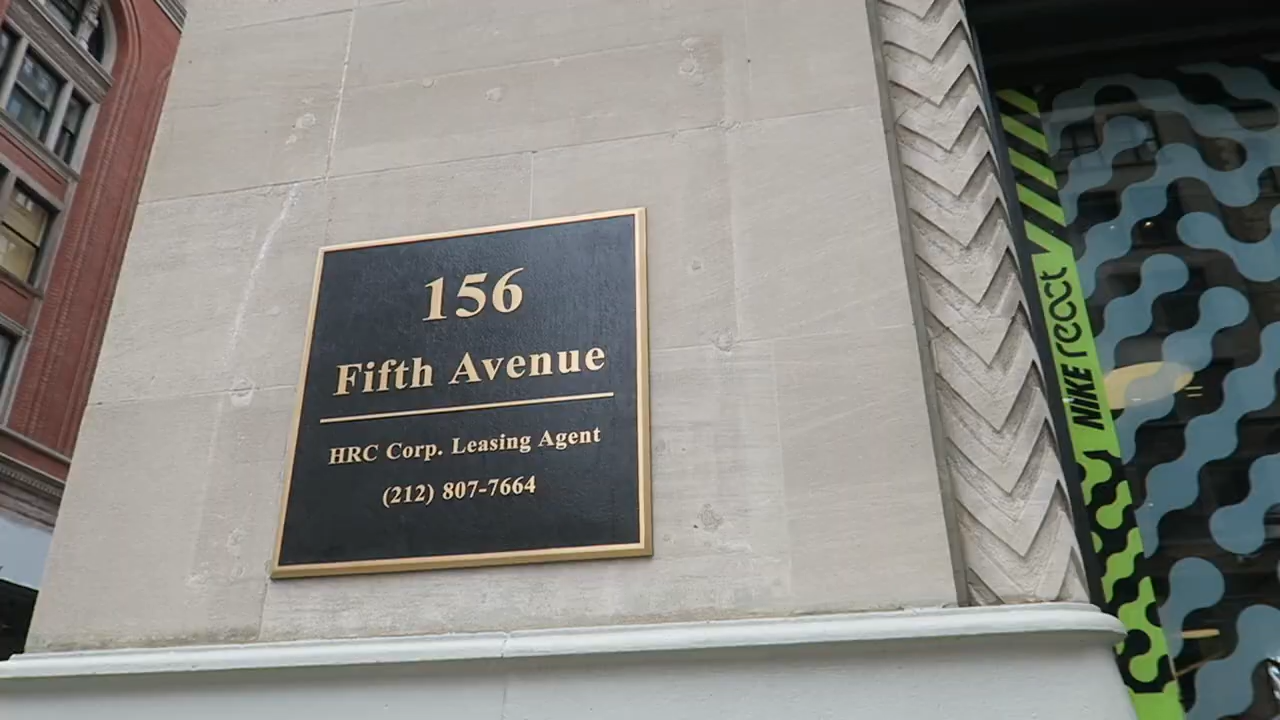 156
Fifth Avenue
HRC Corp. Leasing Agent
(212) 807-7664
NIKE react